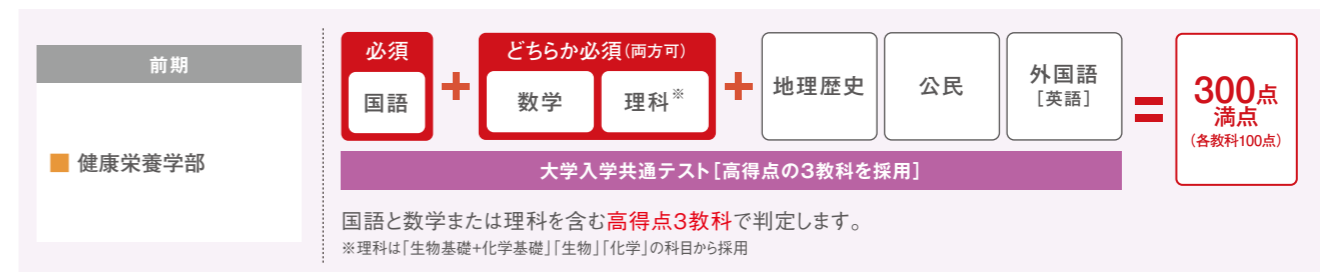 前期
■ 健康栄養学部
必須
国語
+
どちらか必須(両方可)
数学
理科※
+
地理歴史
公民
外国語
[英語]
=
300点
満点
(各教科100点)
大学入学共通テスト[高得点の3教科を採用]
国語と数学または理科を含む高得点3教科で判定します。
※理科は「生物基礎+化学基礎」「生物」「化学」の科目から採用